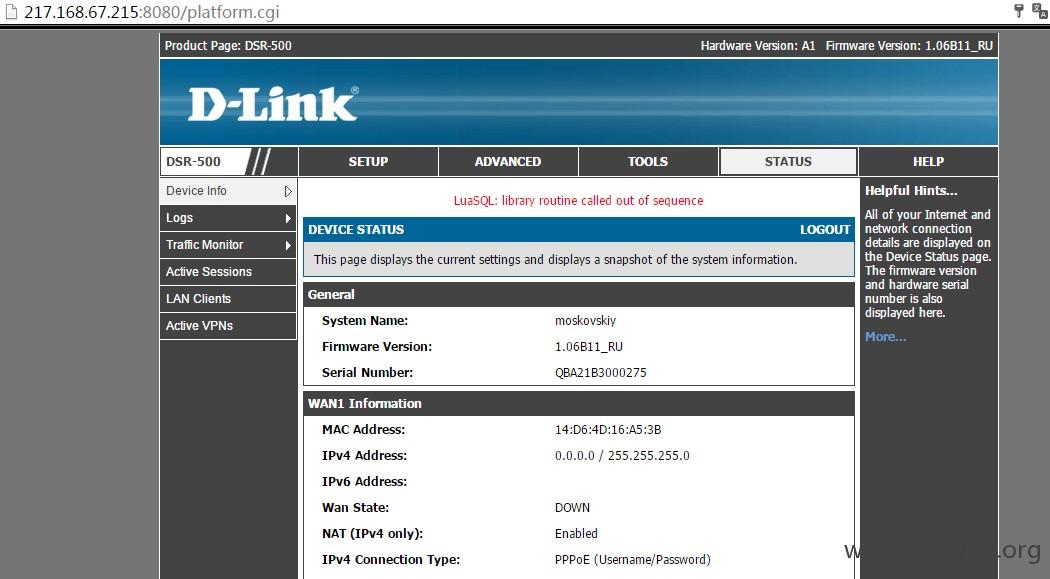 217.168.67.215:8080/platform.cgi
Product Page: DSR-500 Hardware Version: A1 Firmware Version: 1.06B11_RU
D-Link®
DSR-500 SETUP ADVANCED TOOLS STATUS HELP
Device Info
Logs
Traffic Monitor
Active Sessions
LAN Clients
Active VPNs
LuaSQL: library routine called out of sequence
DEVICE STATUS LOGOUT
This page displays the current settings and displays a snapshot of the system information.
General
System Name: moskovskiy
Firmware Version: 1.06B11_RU
Serial Number: QBA21B3000275
WAN1 Information
MAC Address: 14:D6:4D:16:A5:3B
IPv4 Address: 0.0.0.0 / 255.255.255.0
IPv6 Address:
Wan State: DOWN
NAT (IPv4 only): Enabled
IPv4 Connection Type: PPPoE (Username/Password)
Helpful Hints...
All of your Internet and
network connection
details are displayed on
the Device Status page.
The firmware version
and hardware serial
number is also
displayed here.
More...